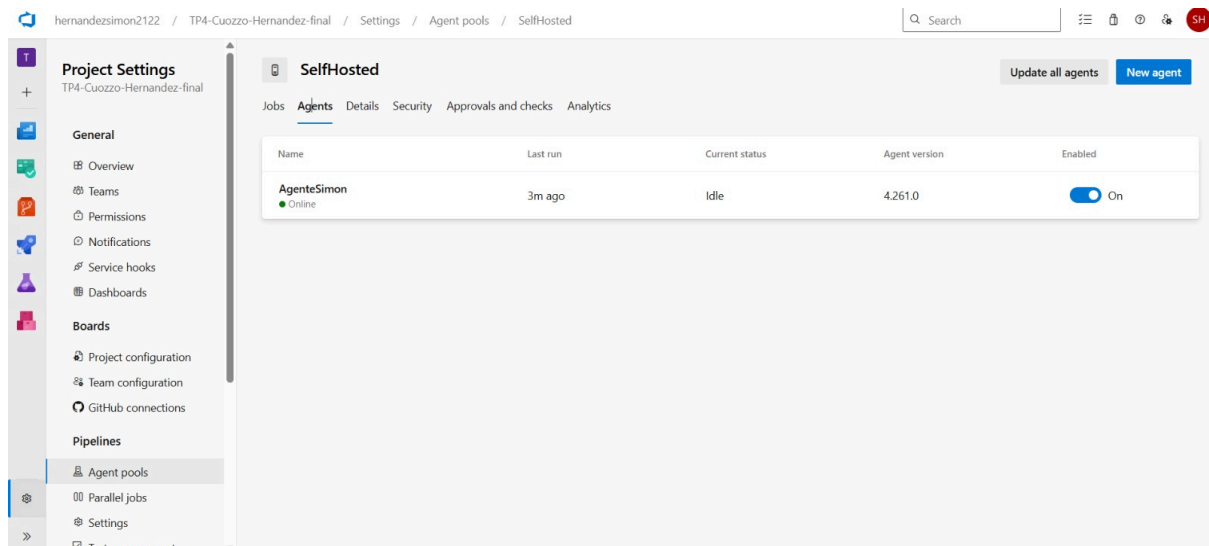 hernandezsimon2122 / TP4-Cuozzo-Hernandez-final / Settings / Agent pools / SelfHosted
Search
SH
T
Project Settings
TP4-Cuozzo-Hernandez-final
General
Overview
Teams
Permissions
Notifications
Service hooks
Dashboards
Boards
Project configuration
Team configuration
GitHub connections
Pipelines
Agent pools
Parallel jobs
Settings
SelfHosted
Update all agents
New agent
Jobs Agents Details Security Approvals and checks Analytics
Name Last run Current status Agent version Enabled
AgenteSimon 3m ago Idle 4.261.0 On
Online